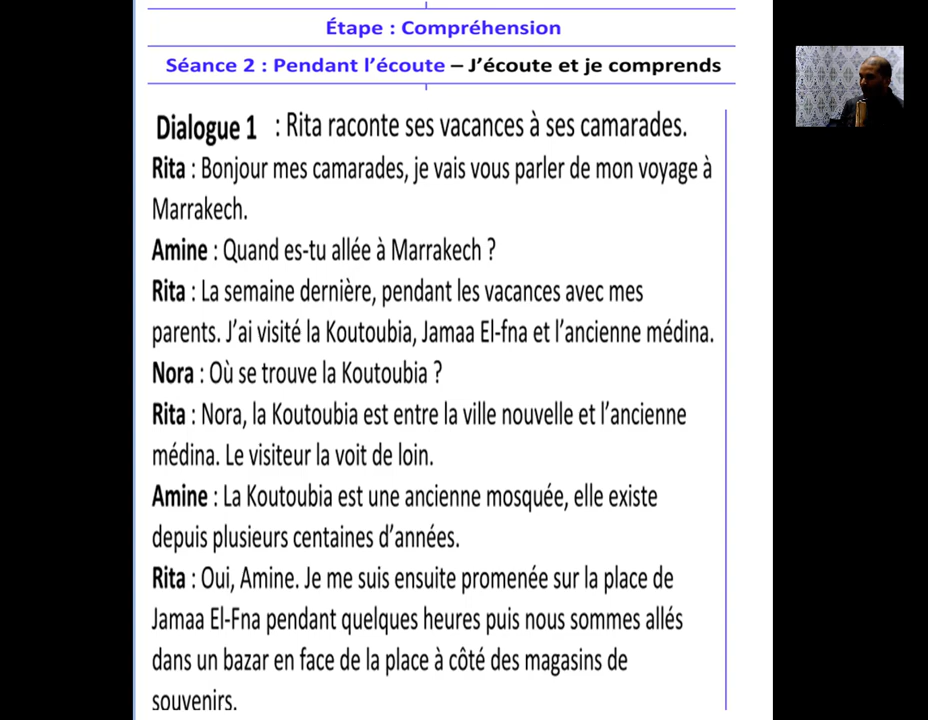 Étape : Compréhension
Séance 2 : Pendant l’écoute – J’écoute et je comprends
Dialogue 1 : Rita raconte ses vacances à ses camarades.
Rita : Bonjour mes camarades, je vais vous parler de mon voyage à
Marrakech.
Amine : Quand es-tu allée à Marrakech ?
Rita : La semaine dernière, pendant les vacances avec mes
parents. J’ai visité la Koutoubia, Jamaa El-fna et l’ancienne médina.
Nora : Où se trouve la Koutoubia ?
Rita : Nora, la Koutoubia est entre la ville nouvelle et l’ancienne
médina. Le visiteur la voit de loin.
Amine : La Koutoubia est une ancienne mosquée, elle existe
depuis plusieurs centaines d’années.
Rita : Oui, Amine. Je me suis ensuite promenée sur la place de
Jamaa El-Fna pendant quelques heures puis nous sommes allés
dans un bazar en face de la place à côté des magasins de
souvenirs.